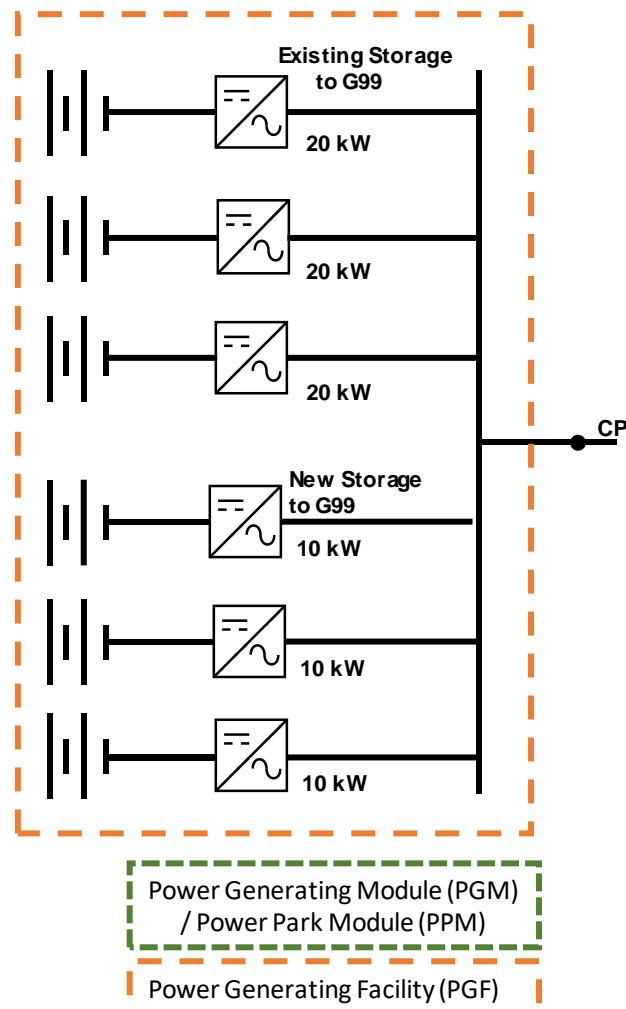 Existing Storage
to G99
20 kW
20 kW
20 kW
CP
New Storage
to G99
10 kW
10 kW
10 kW
Power Generating Module (PGM)
/ Power Park Module (PPM)
Power Generating Facility (PGF)